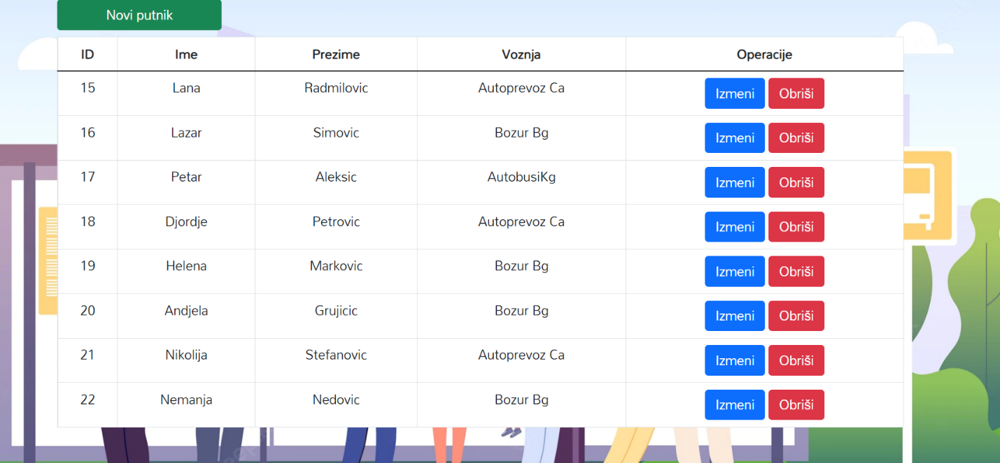 Novi putnik
ID Ime Prezime Voznja Operacije
15 Lana Radmilovic Autoprevoz Ca Izmeni Obriši
16 Lazar Simovic Bozur Bg Izmeni Obriši
17 Petar Aleksic AutobusiKg Izmeni Obriši
18 Djordje Petrovic Autoprevoz Ca Izmeni Obriši
19 Helena Markovic Bozur Bg Izmeni Obriši
20 Andjela Grujicic Bozur Bg Izmeni Obriši
21 Nikolija Stefanovic Autoprevoz Ca Izmeni Obriši
22 Nemanja Nedovic Bozur Bg Izmeni Obriši